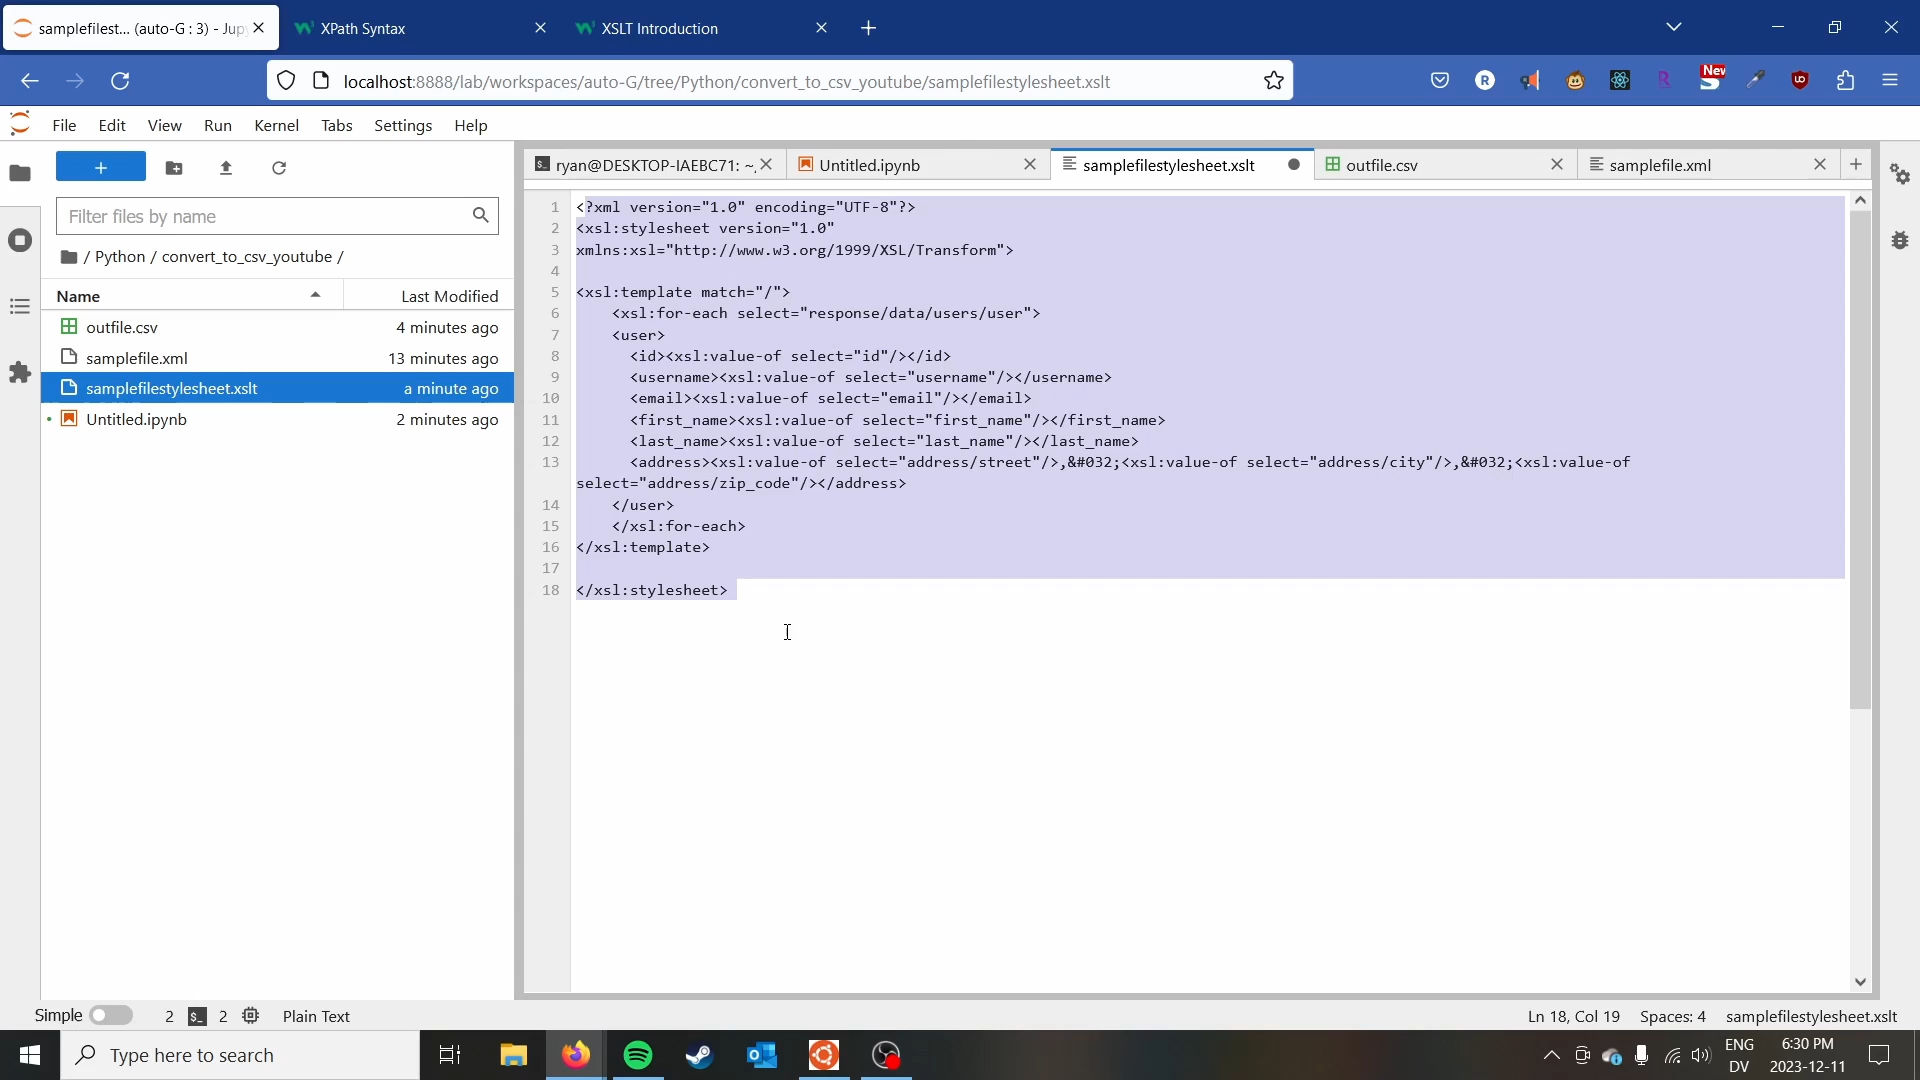 samplefilest... (auto-G : 3) - Jup
XPath Syntax
XSLT Introduction
localhost:8888/lab/workspaces/auto-G/tree/Python/convert_to_csv_youtube/samplefilestylesheet.xslt
R
R
New
S
File Edit View Run Kernel Tabs Settings Help
Filter files by name
/ Python / convert_to_csv_youtube /
Name Last Modified
outfile.csv 4 minutes ago
samplefile.xml 13 minutes ago
samplefilestylesheet.xslt a minute ago
Untitled.ipynb 2 minutes ago
ryan@DESKTOP-IAEBC71: ~, Untitled.ipynb samplefilestylesheet.xslt outfile.csv samplefile.xml
1 <?xml version="1.0" encoding="UTF-8"?>
2 <xsl:stylesheet version="1.0"
3 xmlns:xsl="http://www.w3.org/1999/XSL/Transform">
4
5 <xsl:template match="/">
6 <xsl:for-each select="response/data/users/user">
7 <user>
8 <id><xsl:value-of select="id"/></id>
9 <username><xsl:value-of select="username"/></username>
10 <email><xsl:value-of select="email"/></email>
11 <first_name><xsl:value-of select="first_name"/></first_name>
12 <last_name><xsl:value-of select="last_name"/></last_name>
13 <address><xsl:value-of select="address/street"/>,&#032;<xsl:value-of select="address/city"/>,&#032;<xsl:value-of
select="address/zip_code"/></address>
14 </user>
15 </xsl:for-each>
16 </xsl:template>
17
18 </xsl:stylesheet>
Simple 2 $_ 2 Plain Text Ln 18, Col 19 Spaces: 4 samplefilestylesheet.xslt
Type here to search
ENG
DV
6:30 PM
2023-12-11